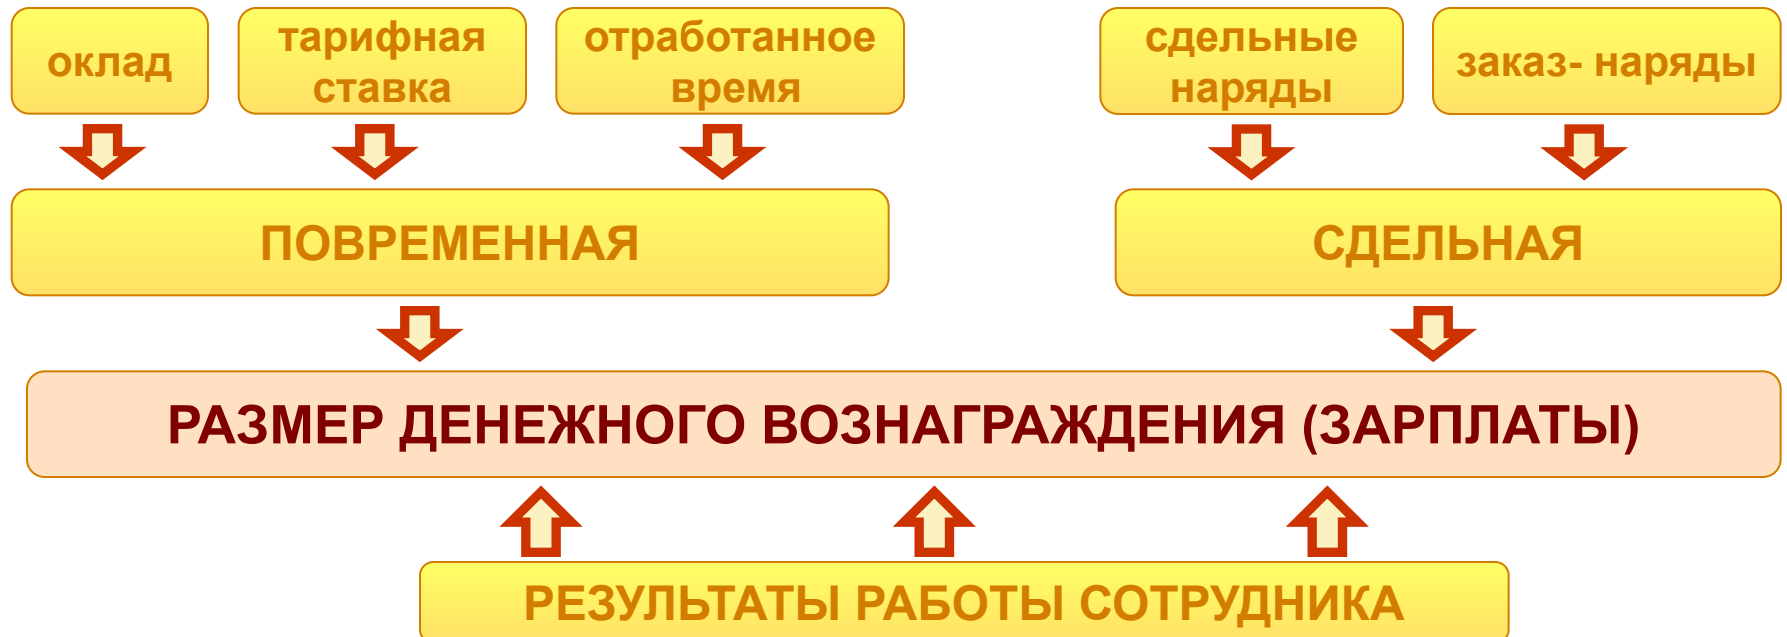 оклад
тарифная
ставка
отработанное
время
сдельные
наряды
заказ- наряды
ПОВРЕМЕННАЯ
СДЕЛЬНАЯ
РАЗМЕР ДЕНЕЖНОГО ВОЗНАГРАЖДЕНИЯ (ЗАРПЛАТЫ)
РЕЗУЛЬТАТЫ РАБОТЫ СОТРУДНИКА